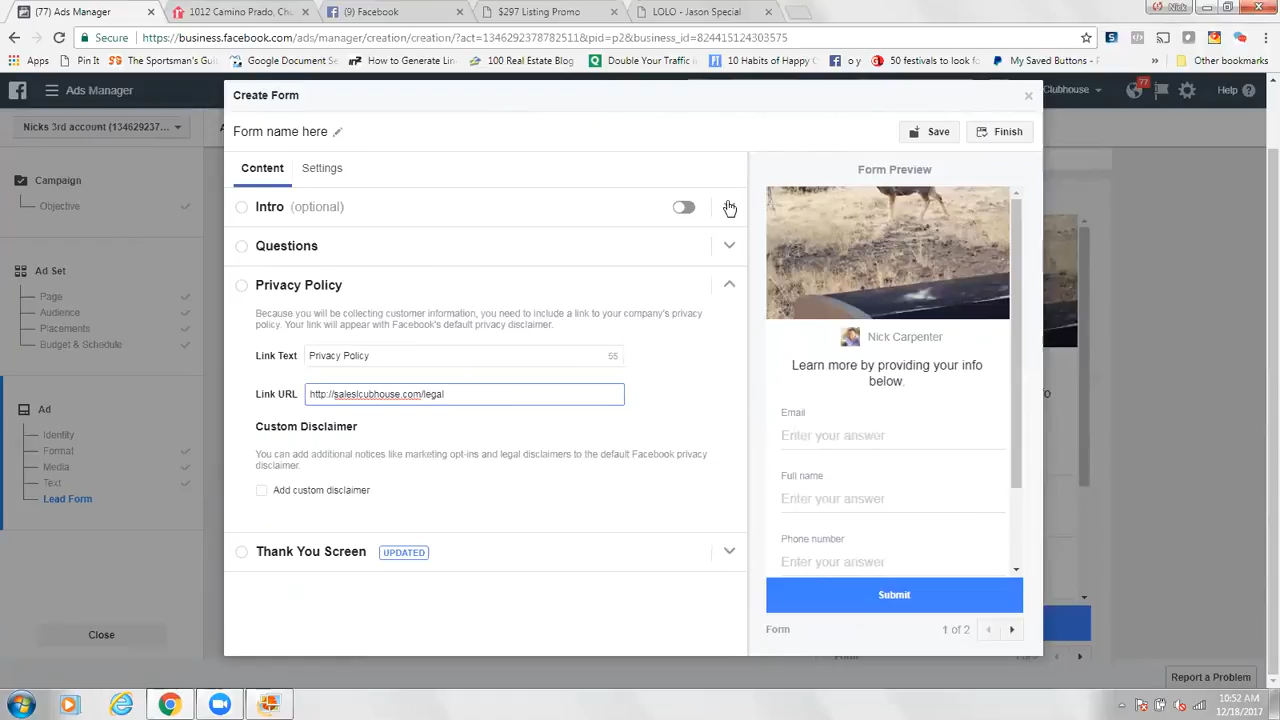 (77) Ads Manager
1012 Camino Prado, Ch
(9) Facebook
$297 Listing Promo
LOLO - Jason Special
Nick
Secure
https://business.facebook.com/ads/manager/creation/creation/?act=134629237878251&pid=p2&business_id=824415124303575
Pin It
The Sportsman's Gui
Google Document
How to Generate Lin
100 Real Estate Blog
Double Your Traffic
10 Habits of Happy C
o y
50 festivals to look fo
My Saved Buttons - P
Other bookmarks
Ads Manager
Clubhouse
77
Help
Create Form
Nicks 3rd account (134629237...
Form name here
Save
Finish
Content
Settings
Form Preview
Campaign
Objective
Intro (optional)
Questions
Ad Set
Page
Audience
Placements
Budget & Schedule
Privacy Policy
Because you will be collecting customer information, you need to include a link to your company's privacy
policy. Your link will appear with Facebook's default privacy disclaimer.
Link Text
Privacy Policy
55
Link URL
http://saleslcubhouse.com/legal
Custom Disclaimer
You can add additional notices like marketing opt-ins and legal disclaimers to the default Facebook privacy
disclaimer.
Add custom disclaimer
Nick Carpenter
Learn more by providing your info
below.
Email
Enter your answer
Full name
Enter your answer
Phone number
Enter your answer
Ad
Identity
Format
Media
Text
Lead Form
Thank You Screen
UPDATED
Submit
Form
1 of 2
Close
Report a Problem
10:52 AM
12/18/2017